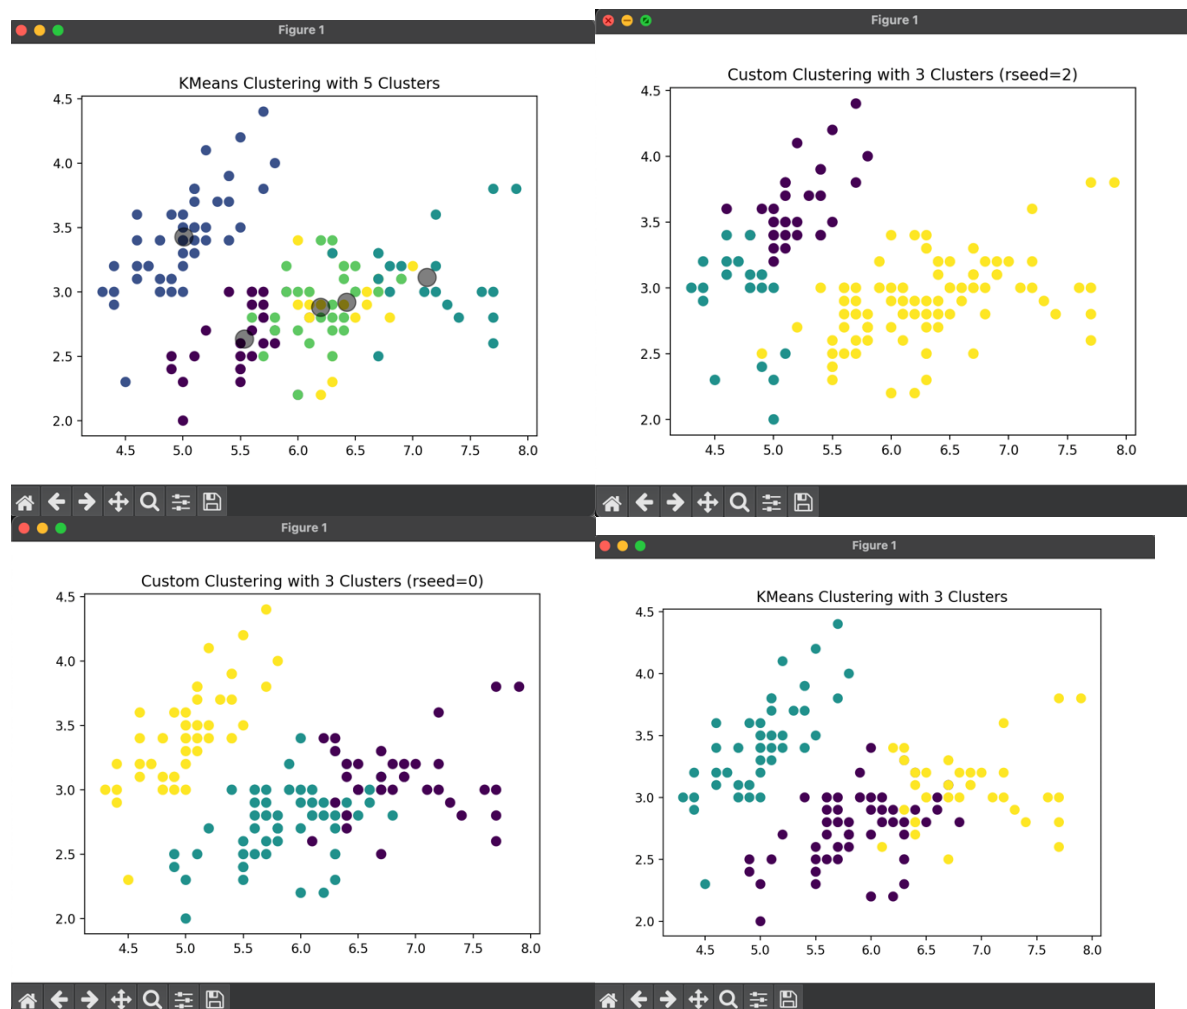 Figure 1
KMeans Clustering with 5 Clusters
4.5
4.0
3.5
3.0
2.5
2.0
4.5 5.0 5.5 6.0 6.5 7.0 7.5 8.0
Figure 1
Custom Clustering with 3 Clusters (rseed=2)
4.5
4.0
3.5
3.0
2.5
2.0
4.5 5.0 5.5 6.0 6.5 7.0 7.5 8.0
Figure 1
Custom Clustering with 3 Clusters (rseed=0)
4.5
4.0
3.5
3.0
2.5
2.0
4.5 5.0 5.5 6.0 6.5 7.0 7.5 8.0
Figure 1
KMeans Clustering with 3 Clusters
4.5
4.0
3.5
3.0
2.5
2.0
4.5 5.0 5.5 6.0 6.5 7.0 7.5 8.0